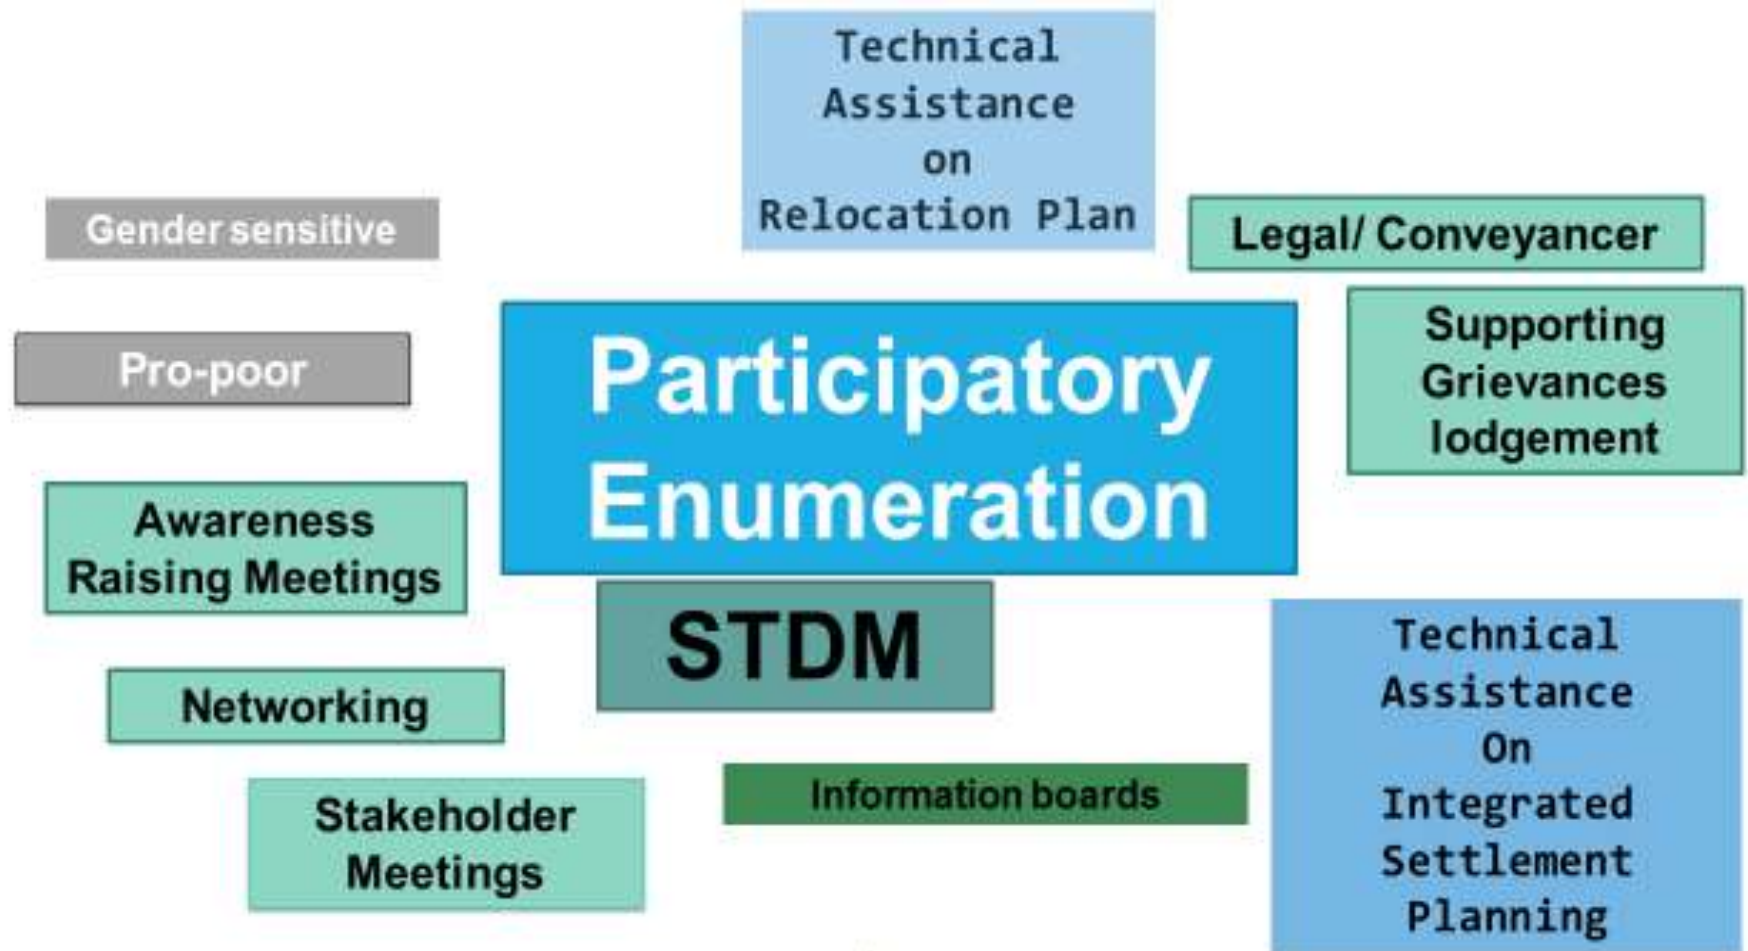 Technical
Assistance
on
Relocation Plan
Gender sensitive
Legal/ Conveyancer
Pro-poor
Participatory
Enumeration
Supporting
Grievances
lodgement
Awareness
Raising Meetings
STDM
Networking
Technical
Assistance
On
Integrated
Settlement
Planning
Stakeholder
Meetings
Information boards